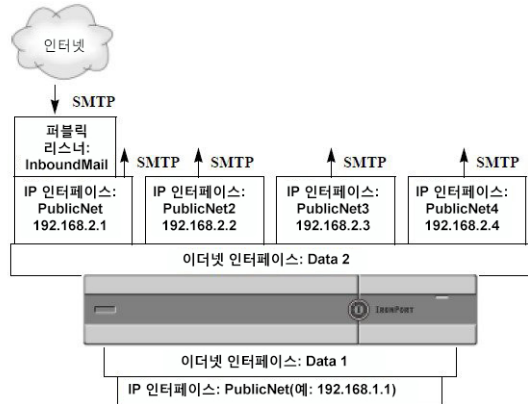 인터넷
SMTP
퍼블릭
리스너:
InboundMail
SMTP
SMTP
SMTP
SMTP
IP 인터페이스:
PublicNet
192.168.2.1
IP 인터페이스:
PublicNet2
192.168.2.2
IP 인터페이스:
PublicNet3
192.168.2.3
IP 인터페이스:
PublicNet4
192.168.2.4
이더넷 인터페이스: Data 2
IRONPORT
이더넷 인터페이스: Data 1
IP 인터페이스: PublicNet(예: 192.168.1.1)